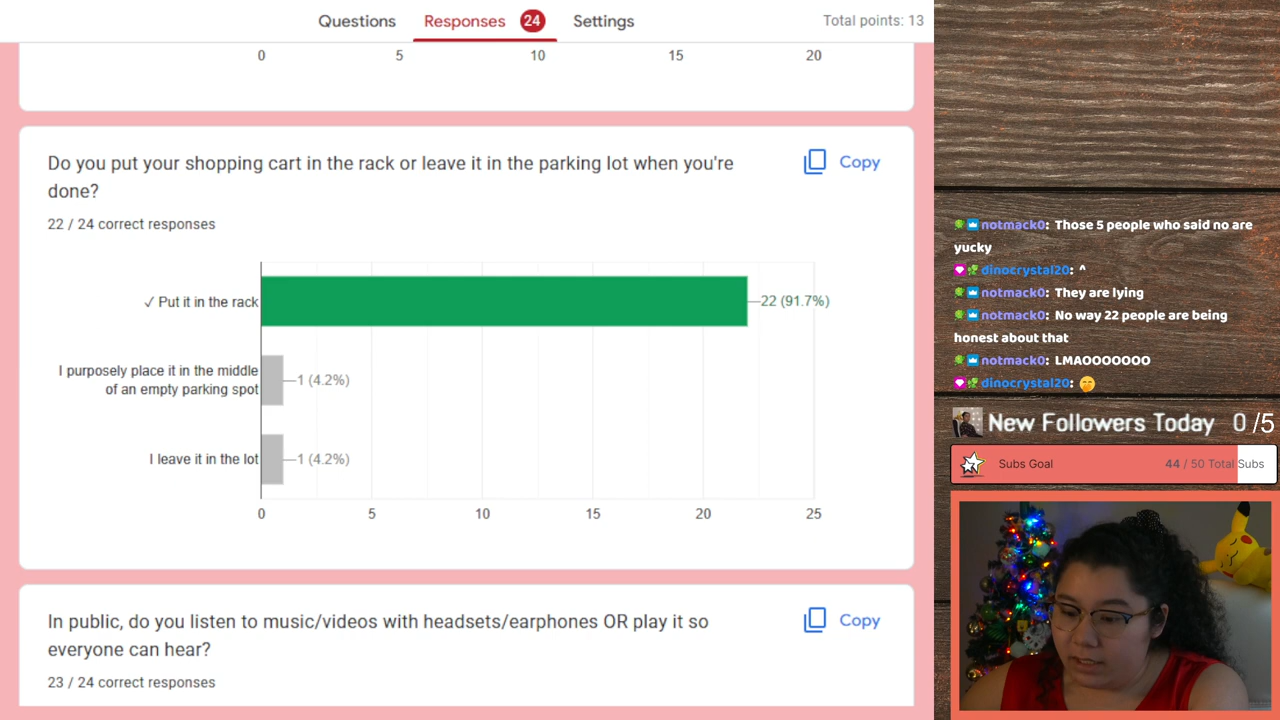 Questions Responses 24 Settings Total points: 13
0 5 10 15 20
Do you put your shopping cart in the rack or leave it in the parking lot when you're
done?
Copy
22 / 24 correct responses
✓ Put it in the rack 22 (91.7%)
I purposely place it in the middle
of an empty parking spot
1 (4.2%)
I leave it in the lot 1 (4.2%)
0 5 10 15 20 25
In public, do you listen to music/videos with headsets/earphones OR play it so
everyone can hear?
Copy
23 / 24 correct responses
notmack0: Those 5 people who said no are
yucky
dinocrystal20: ^
notmack0: They are lying
notmack0: No way 22 people are being
honest about that
notmack0: LMAOOOOOOO
dinocrystal20: 🤭
New Followers Today 0 /5
Subs Goal 44 / 50 Total Subs